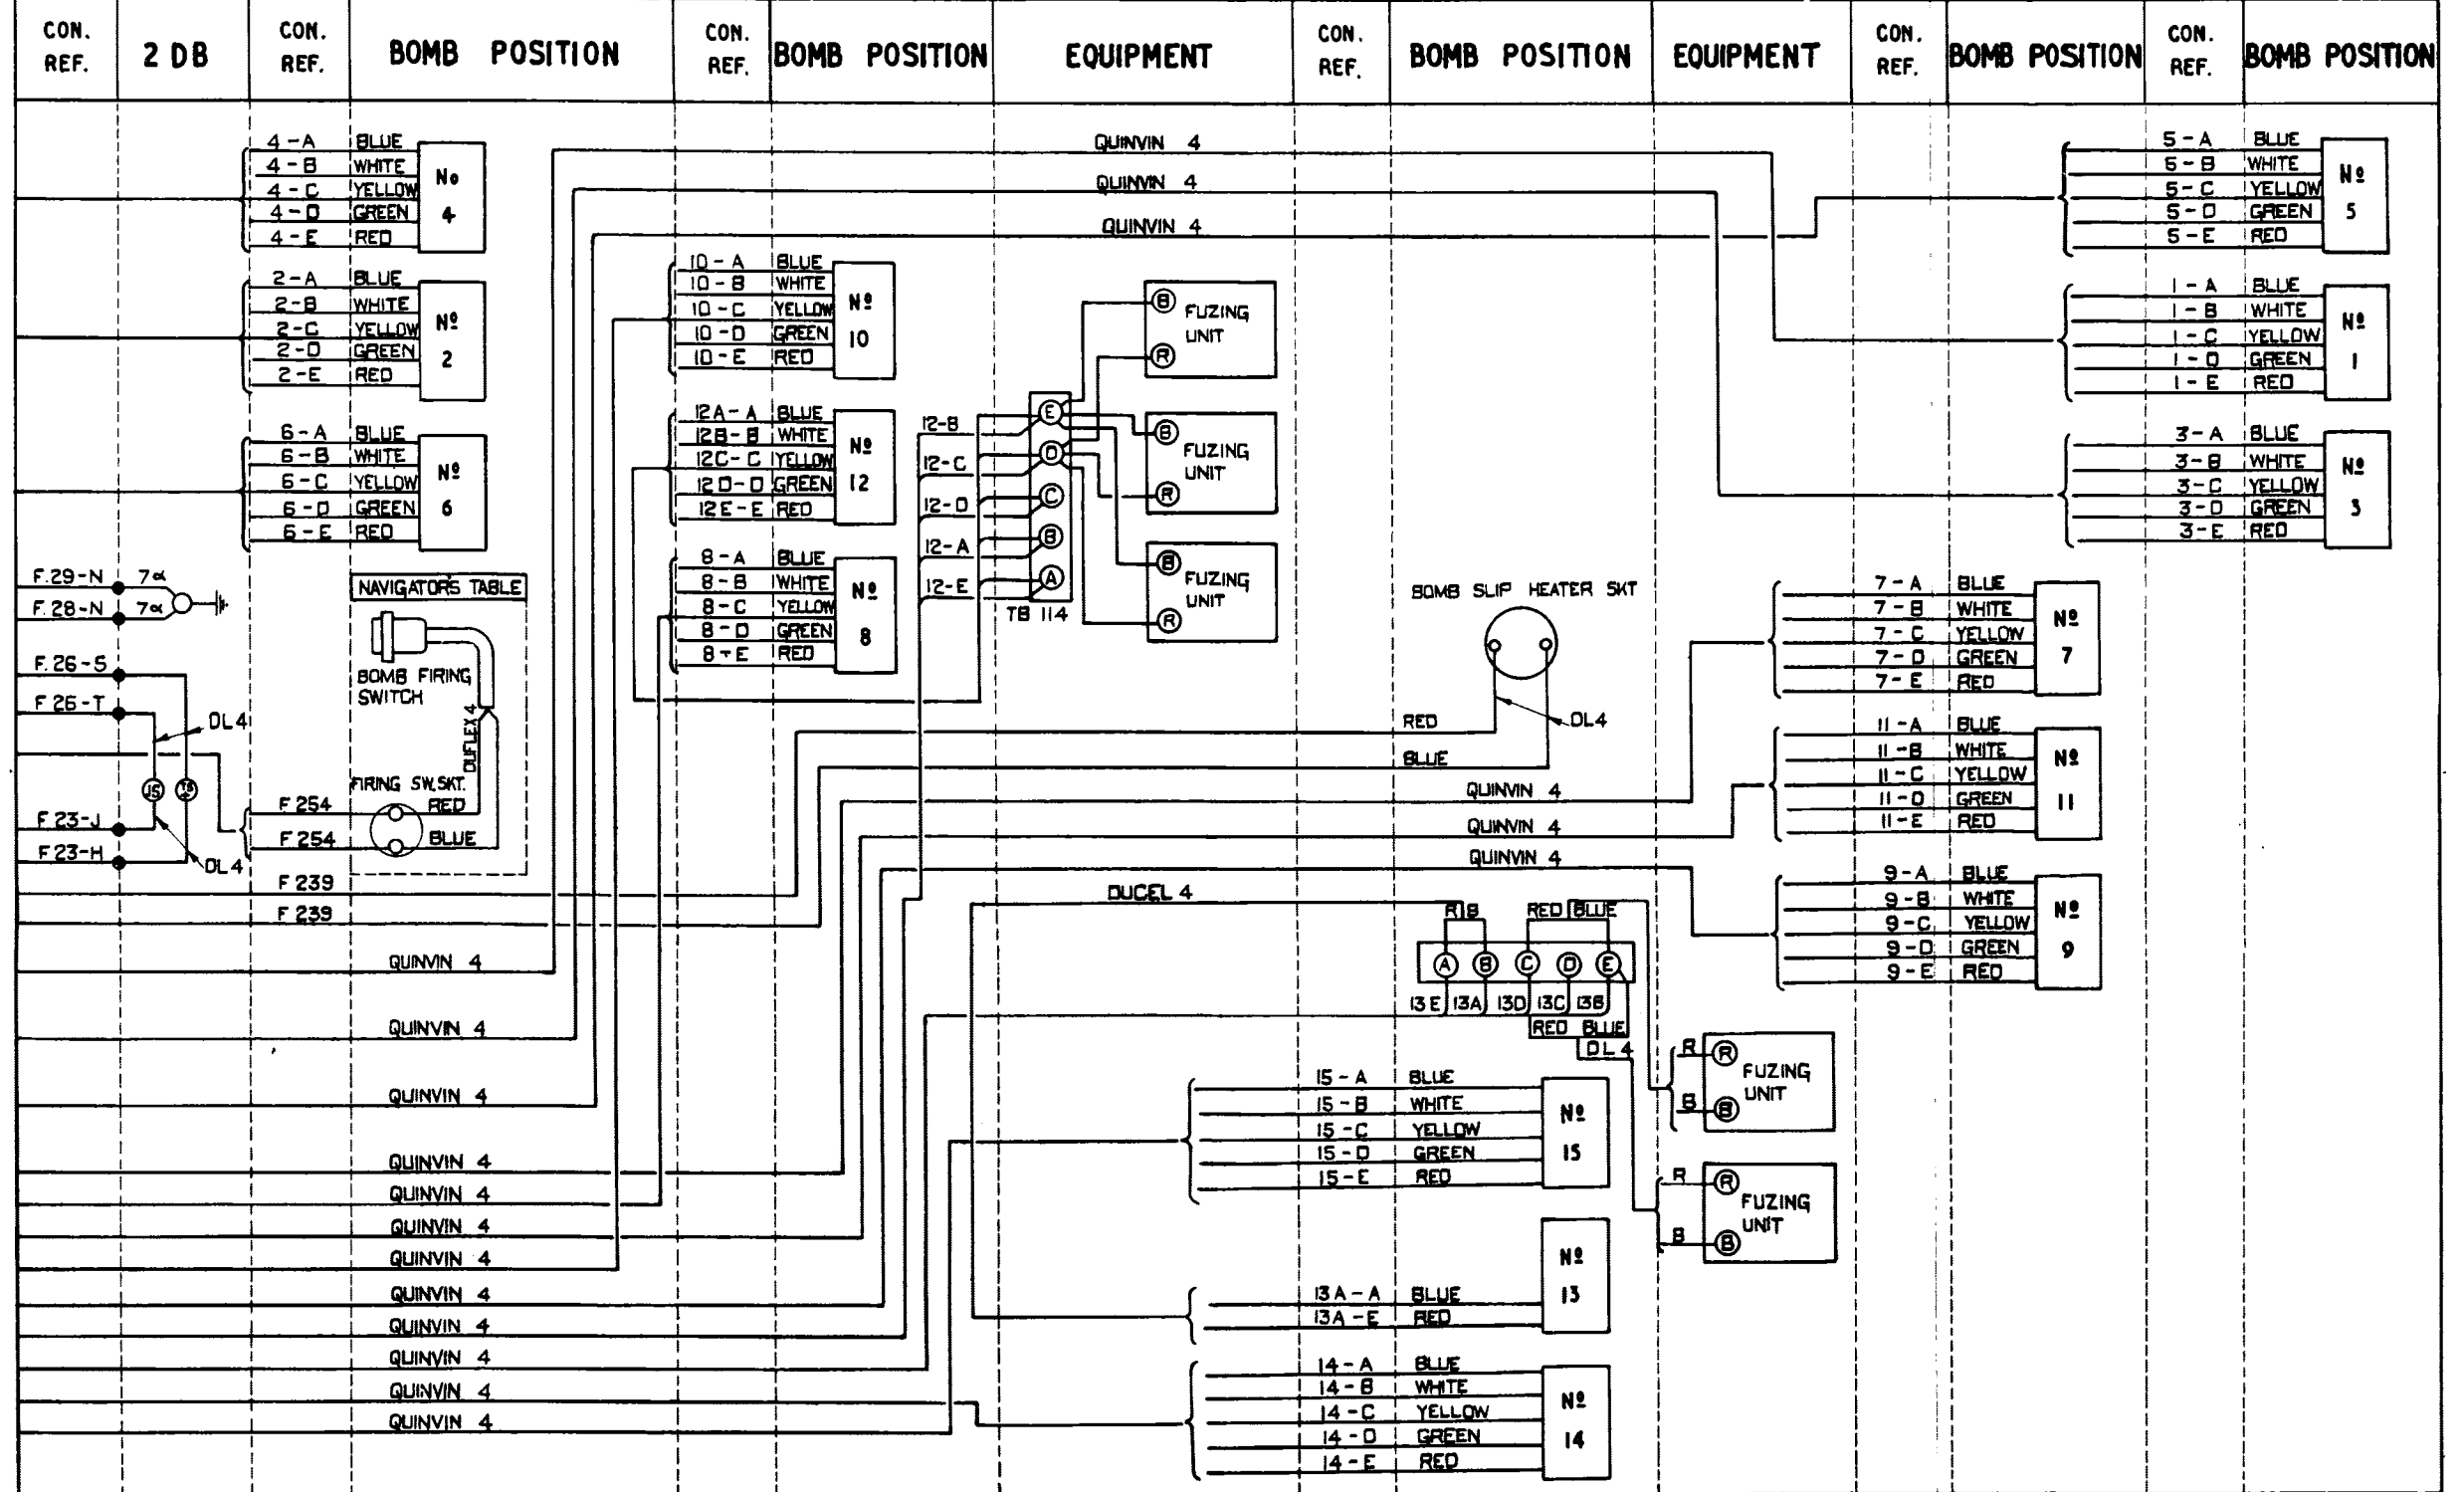 CON. REF.
2 DB
CON. REF.
BOMB POSITION
CON. REF.
BOMB POSITION
EQUIPMENT
CON. REF.
BOMB POSITION
EQUIPMENT
CON. REF.
BOMB POSITION
CON. REF.
BOMB POSITION
4-A BLUE
4-B WHITE
4-C YELLOW
4-D GREEN
4-E RED
No 4
2-A BLUE
2-B WHITE
2-C YELLOW
2-D GREEN
2-E RED
Nº 2
6-A BLUE
6-B WHITE
6-C YELLOW
6-D GREEN
6-E RED
Nº 6
F.29-N 7α
F.28-N 7α
F.26-S
F26-T
DL4
15
F23-J
F23-H
DL4
NAVIGATORS TABLE
BOMB FIRING
SWITCH
DUFLEX 4
FIRING SW.SKT.
F254 RED
F254 BLUE
F239
F239
QUINVIN 4
QUINVIN 4
QUINVIN 4
QUINVIN 4
QUINVIN 4
QUINVIN 4
QUINVIN 4
QUINVIN 4
QUINVIN 4
QUINVIN 4
QUINVIN 4
QUINVIN 4
10-A BLUE
10-B WHITE
10-C YELLOW
10-D GREEN
10-E RED
Nº 10
12A-A BLUE
12B-B WHITE
12C-C YELLOW
12D-D GREEN
12E-E RED
Nº 12
8-A BLUE
8-B WHITE
8-C YELLOW
8-D GREEN
8-E RED
Nº 8
QUINVIN 4
QUINVIN 4
QUINVIN 4
12-B
12-C
12-D
12-A
12-E
E
D
C
B
A
TB 114
B
R
FUZING
UNIT
B
R
FUZING
UNIT
B
R
FUZING
UNIT
BOMB SLIP HEATER SKT
DL4
RED
BLUE
QUINVIN 4
QUINVIN 4
QUINVIN 4
DUCEL 4
R B
RED BLUE
A B C D E
13E 13A 13D 13C 13B
RED BLUE
DL4
15-A BLUE
15-B WHITE
15-C YELLOW
15-D GREEN
15-E RED
Nº 15
13A-A BLUE
13A-E RED
Nº 13
14-A BLUE
14-B WHITE
14-C YELLOW
14-D GREEN
14-E RED
Nº 14
R R
B B
FUZING
UNIT
R R
B B
FUZING
UNIT
5-A BLUE
5-B WHITE
5-C YELLOW
5-D GREEN
5-E RED
Nº 5
1-A BLUE
1-B WHITE
1-C YELLOW
1-D GREEN
1-E RED
Nº 1
3-A BLUE
3-B WHITE
3-C YELLOW
3-D GREEN
3-E RED
Nº 3
7-A BLUE
7-B WHITE
7-C YELLOW
7-D GREEN
7-E RED
Nº 7
11-A BLUE
11-B WHITE
11-C YELLOW
11-D GREEN
11-E RED
Nº 11
9-A BLUE
9-B WHITE
9-C YELLOW
9-D GREEN
9-E RED
Nº 9